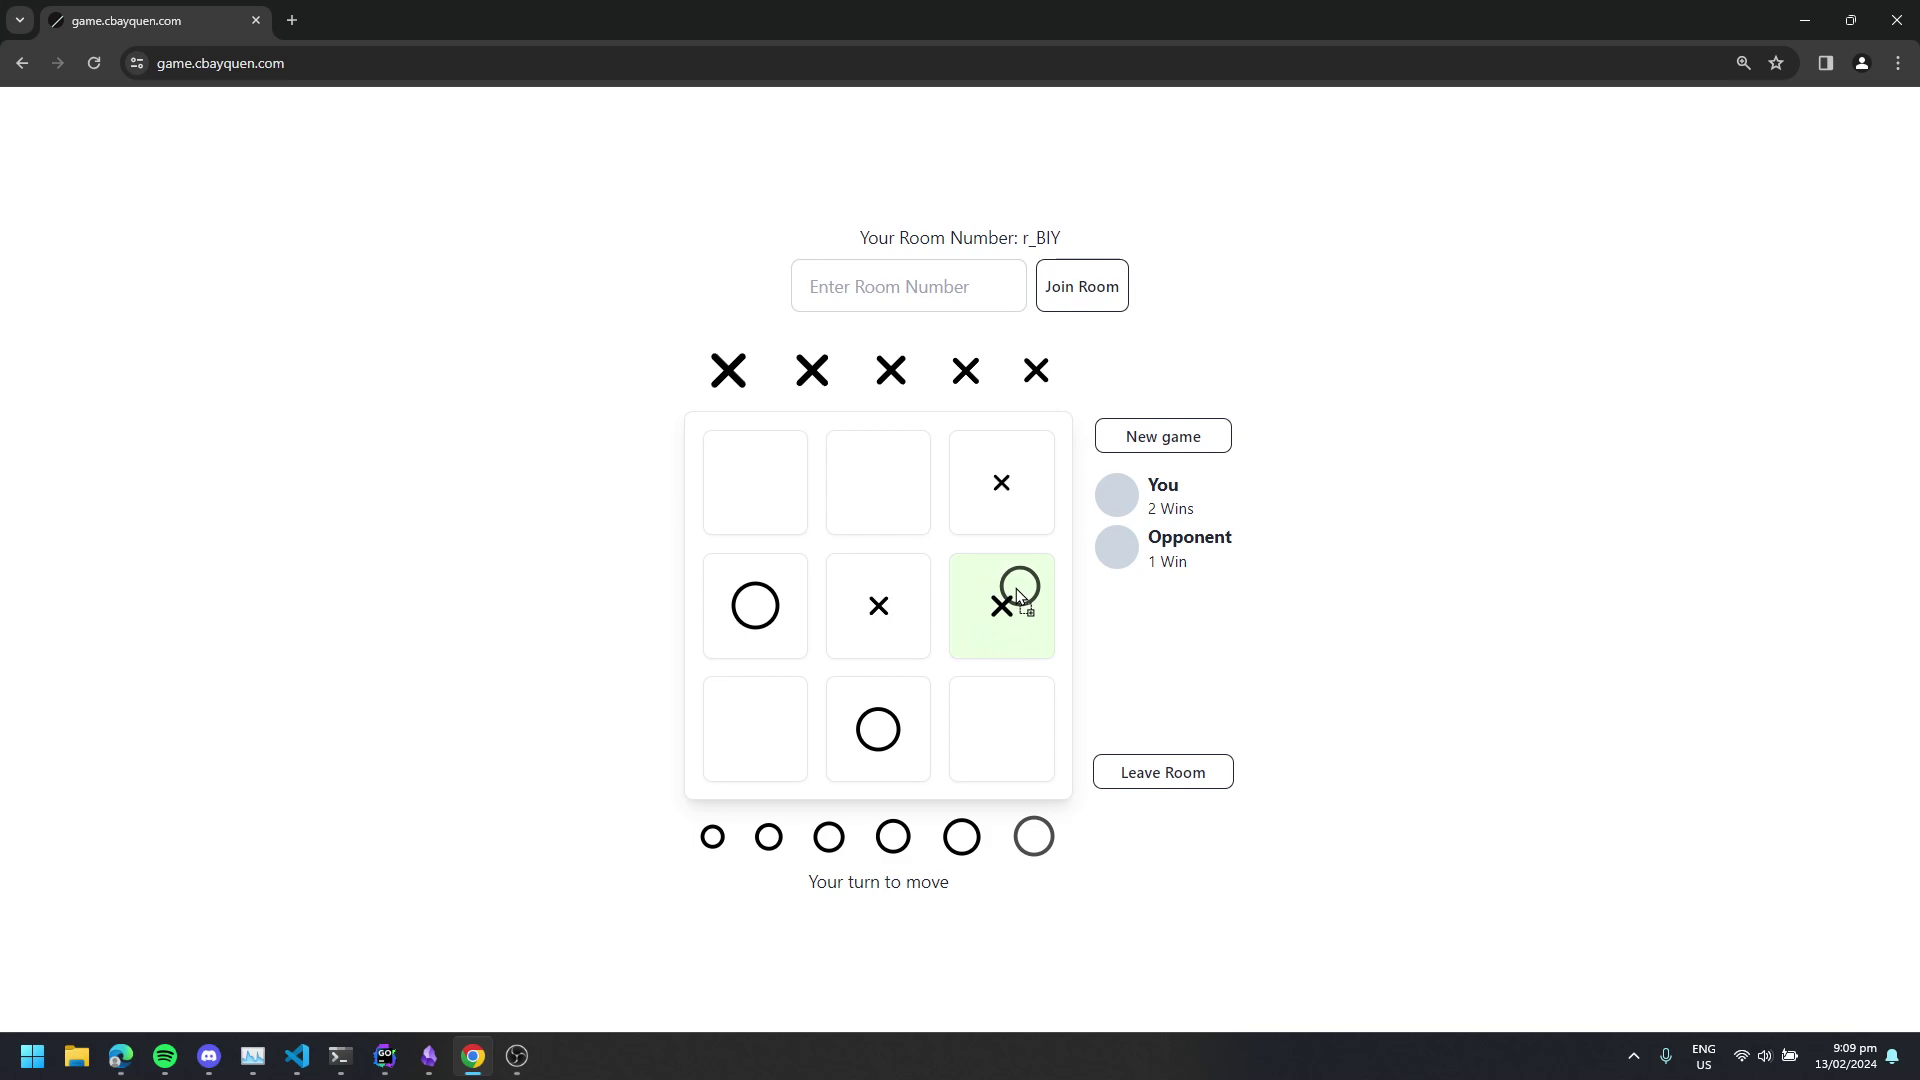 game.cbayquen.com
game.cbayquen.com
Your Room Number: r_BIY
Enter Room Number
Join Room
New game
You
2 Wins
Opponent
1 Win
Leave Room
Your turn to move
GO
ENG
US
9:09 pm
13/02/2024